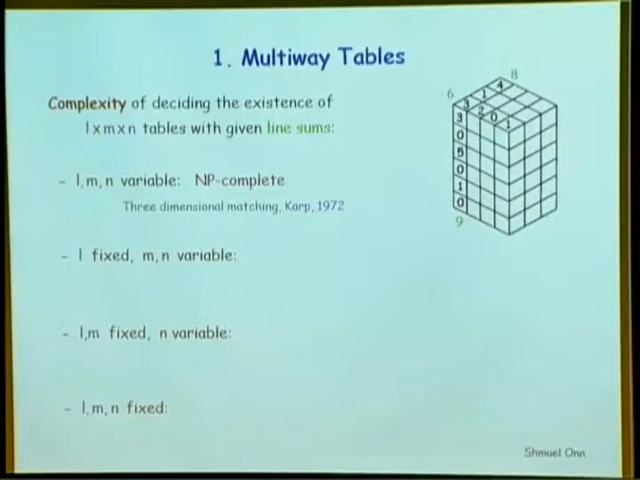 1. Multiway Tables
Complexity of deciding the existence of
l x m x n tables with given line sums:
- l, m, n variable: NP-complete
Three dimensional matching, Karp, 1972
- l fixed, m, n variable:
- l, m fixed, n variable:
- l, m, n fixed:
8
6
4
1
3
2
0
1
3
0
5
0
1
0
9
Shmuel Onn